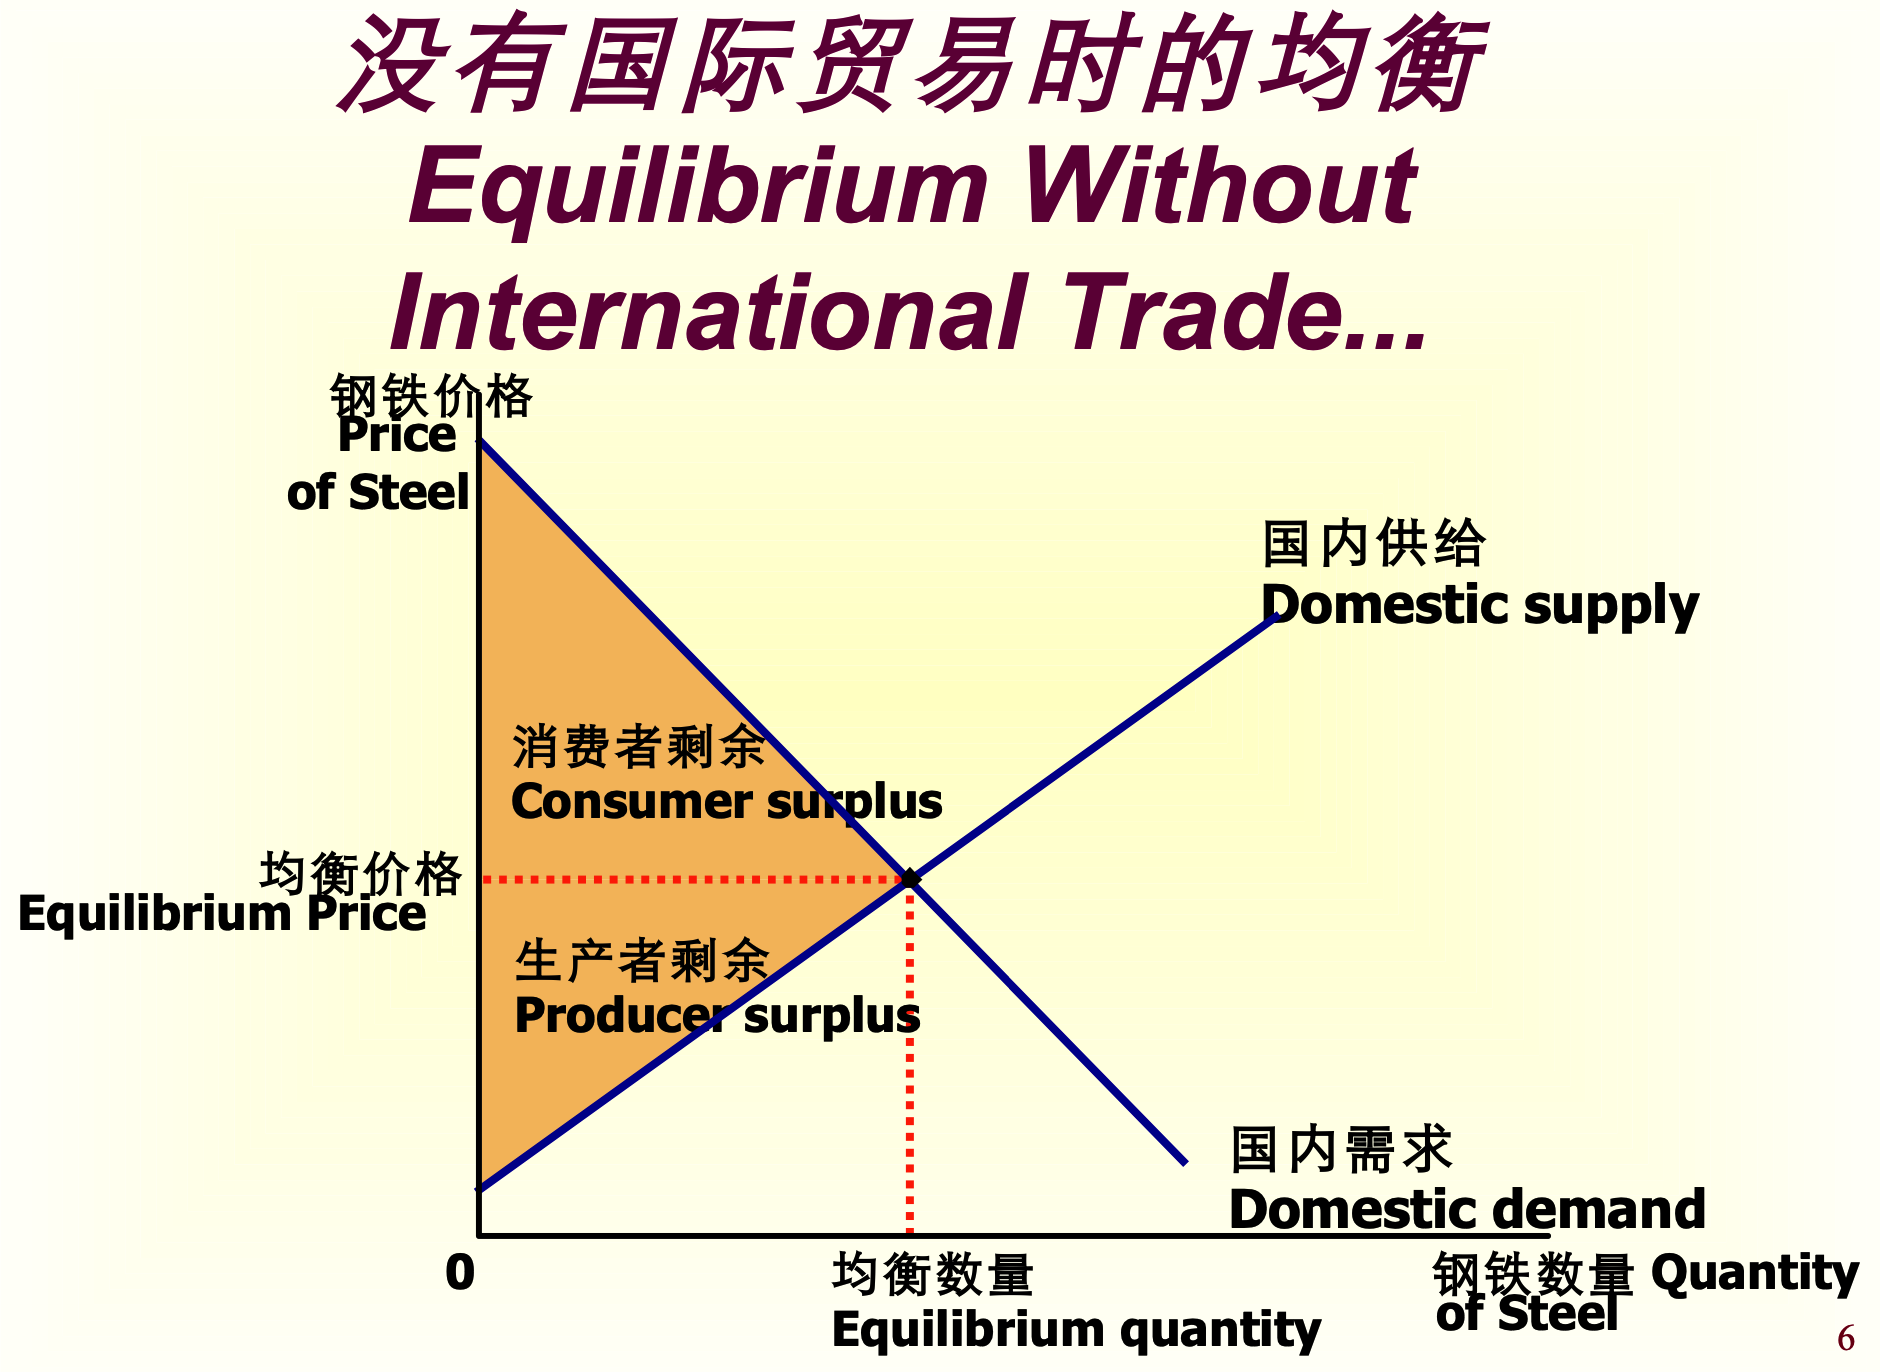 没有国际贸易时的均衡
Equilibrium Without
International Trade...
钢铁价格
Price
of Steel
国内供给
Domestic supply
消费者剩余
Consumer surplus
均衡价格
Equilibrium Price
生产者剩余
Producer surplus
国内需求
Domestic demand
0
均衡数量
Equilibrium quantity
钢铁数量 Quantity
of Steel
6